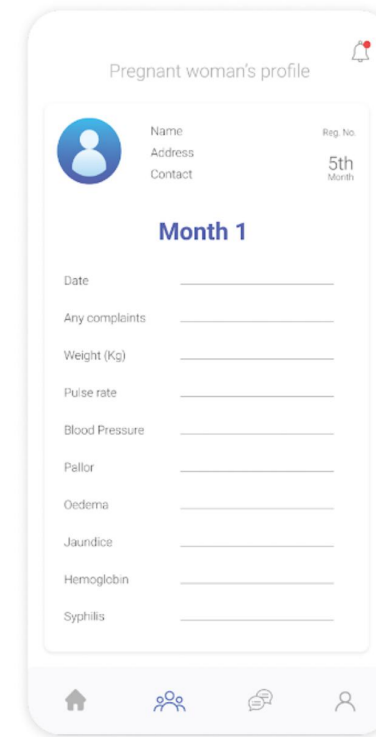 Pregnant woman's profile
Name
Reg. No.
Address
Contact
5th
Month
Month 1
Date
Any complaints
Weight (Kg)
Pulse rate
Blood Pressure
Pallor
Oedema
Jaundice
Hemoglobin
Syphilis